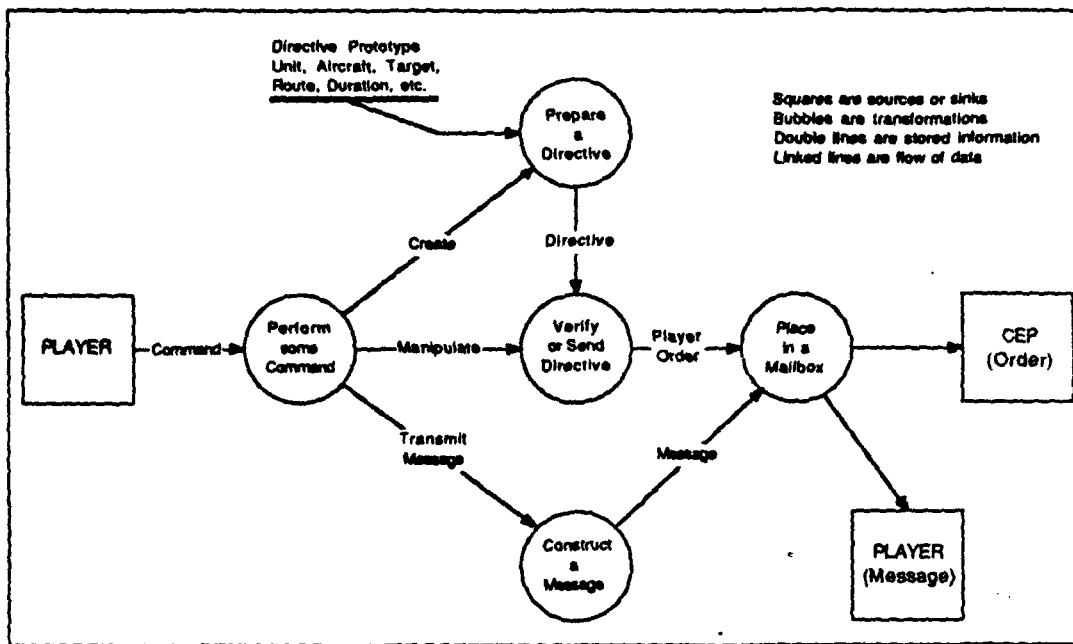 Directive Prototype
Unit, Aircraft, Target,
Route, Duration, etc.
Prepare
a
Directive
Squares are sources or sinks
Bubbles are transformations
Double lines are stored information
Linked lines are flow of data
Create
Directive
PLAYER
Command
Perform
some
Command
Manipulate
Verify
or Send
Directive
Player
Order
Place
in a
Mailbox
CEP
(Order)
Transmit
Message
Message
Construct
a
Message
PLAYER
(Message)